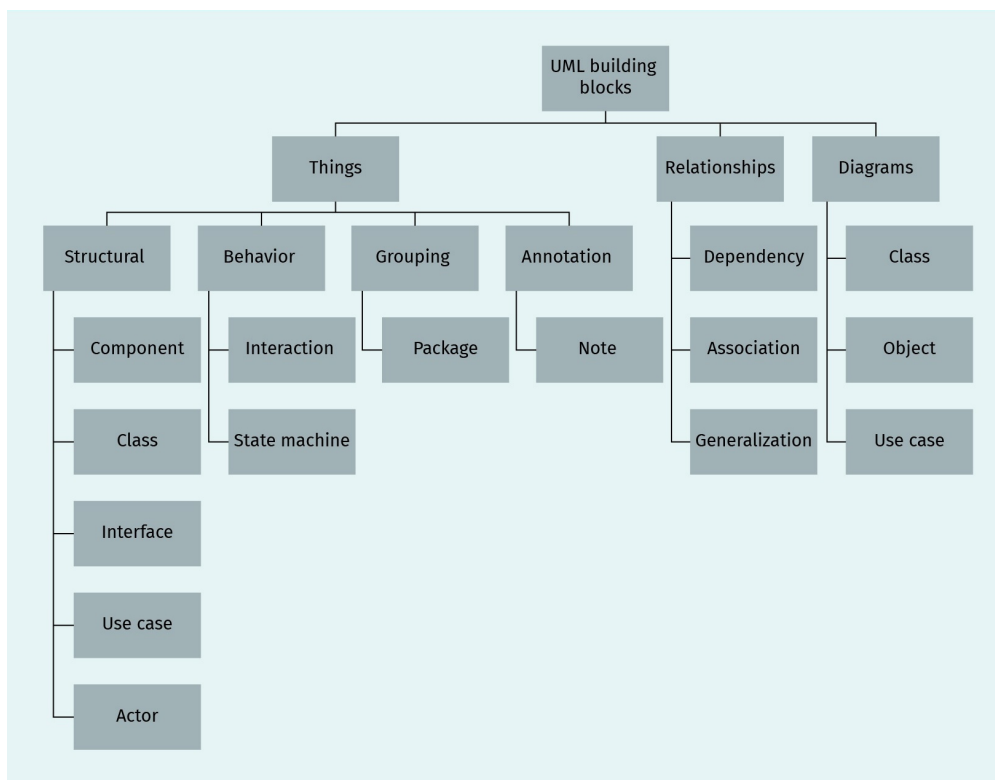 UML building
blocks
Things
Relationships
Diagrams
Structural
Behavior
Grouping
Annotation
Dependency
Class
Component
Interaction
Package
Note
Association
Object
Class
State machine
Generalization
Use case
Interface
Use case
Actor